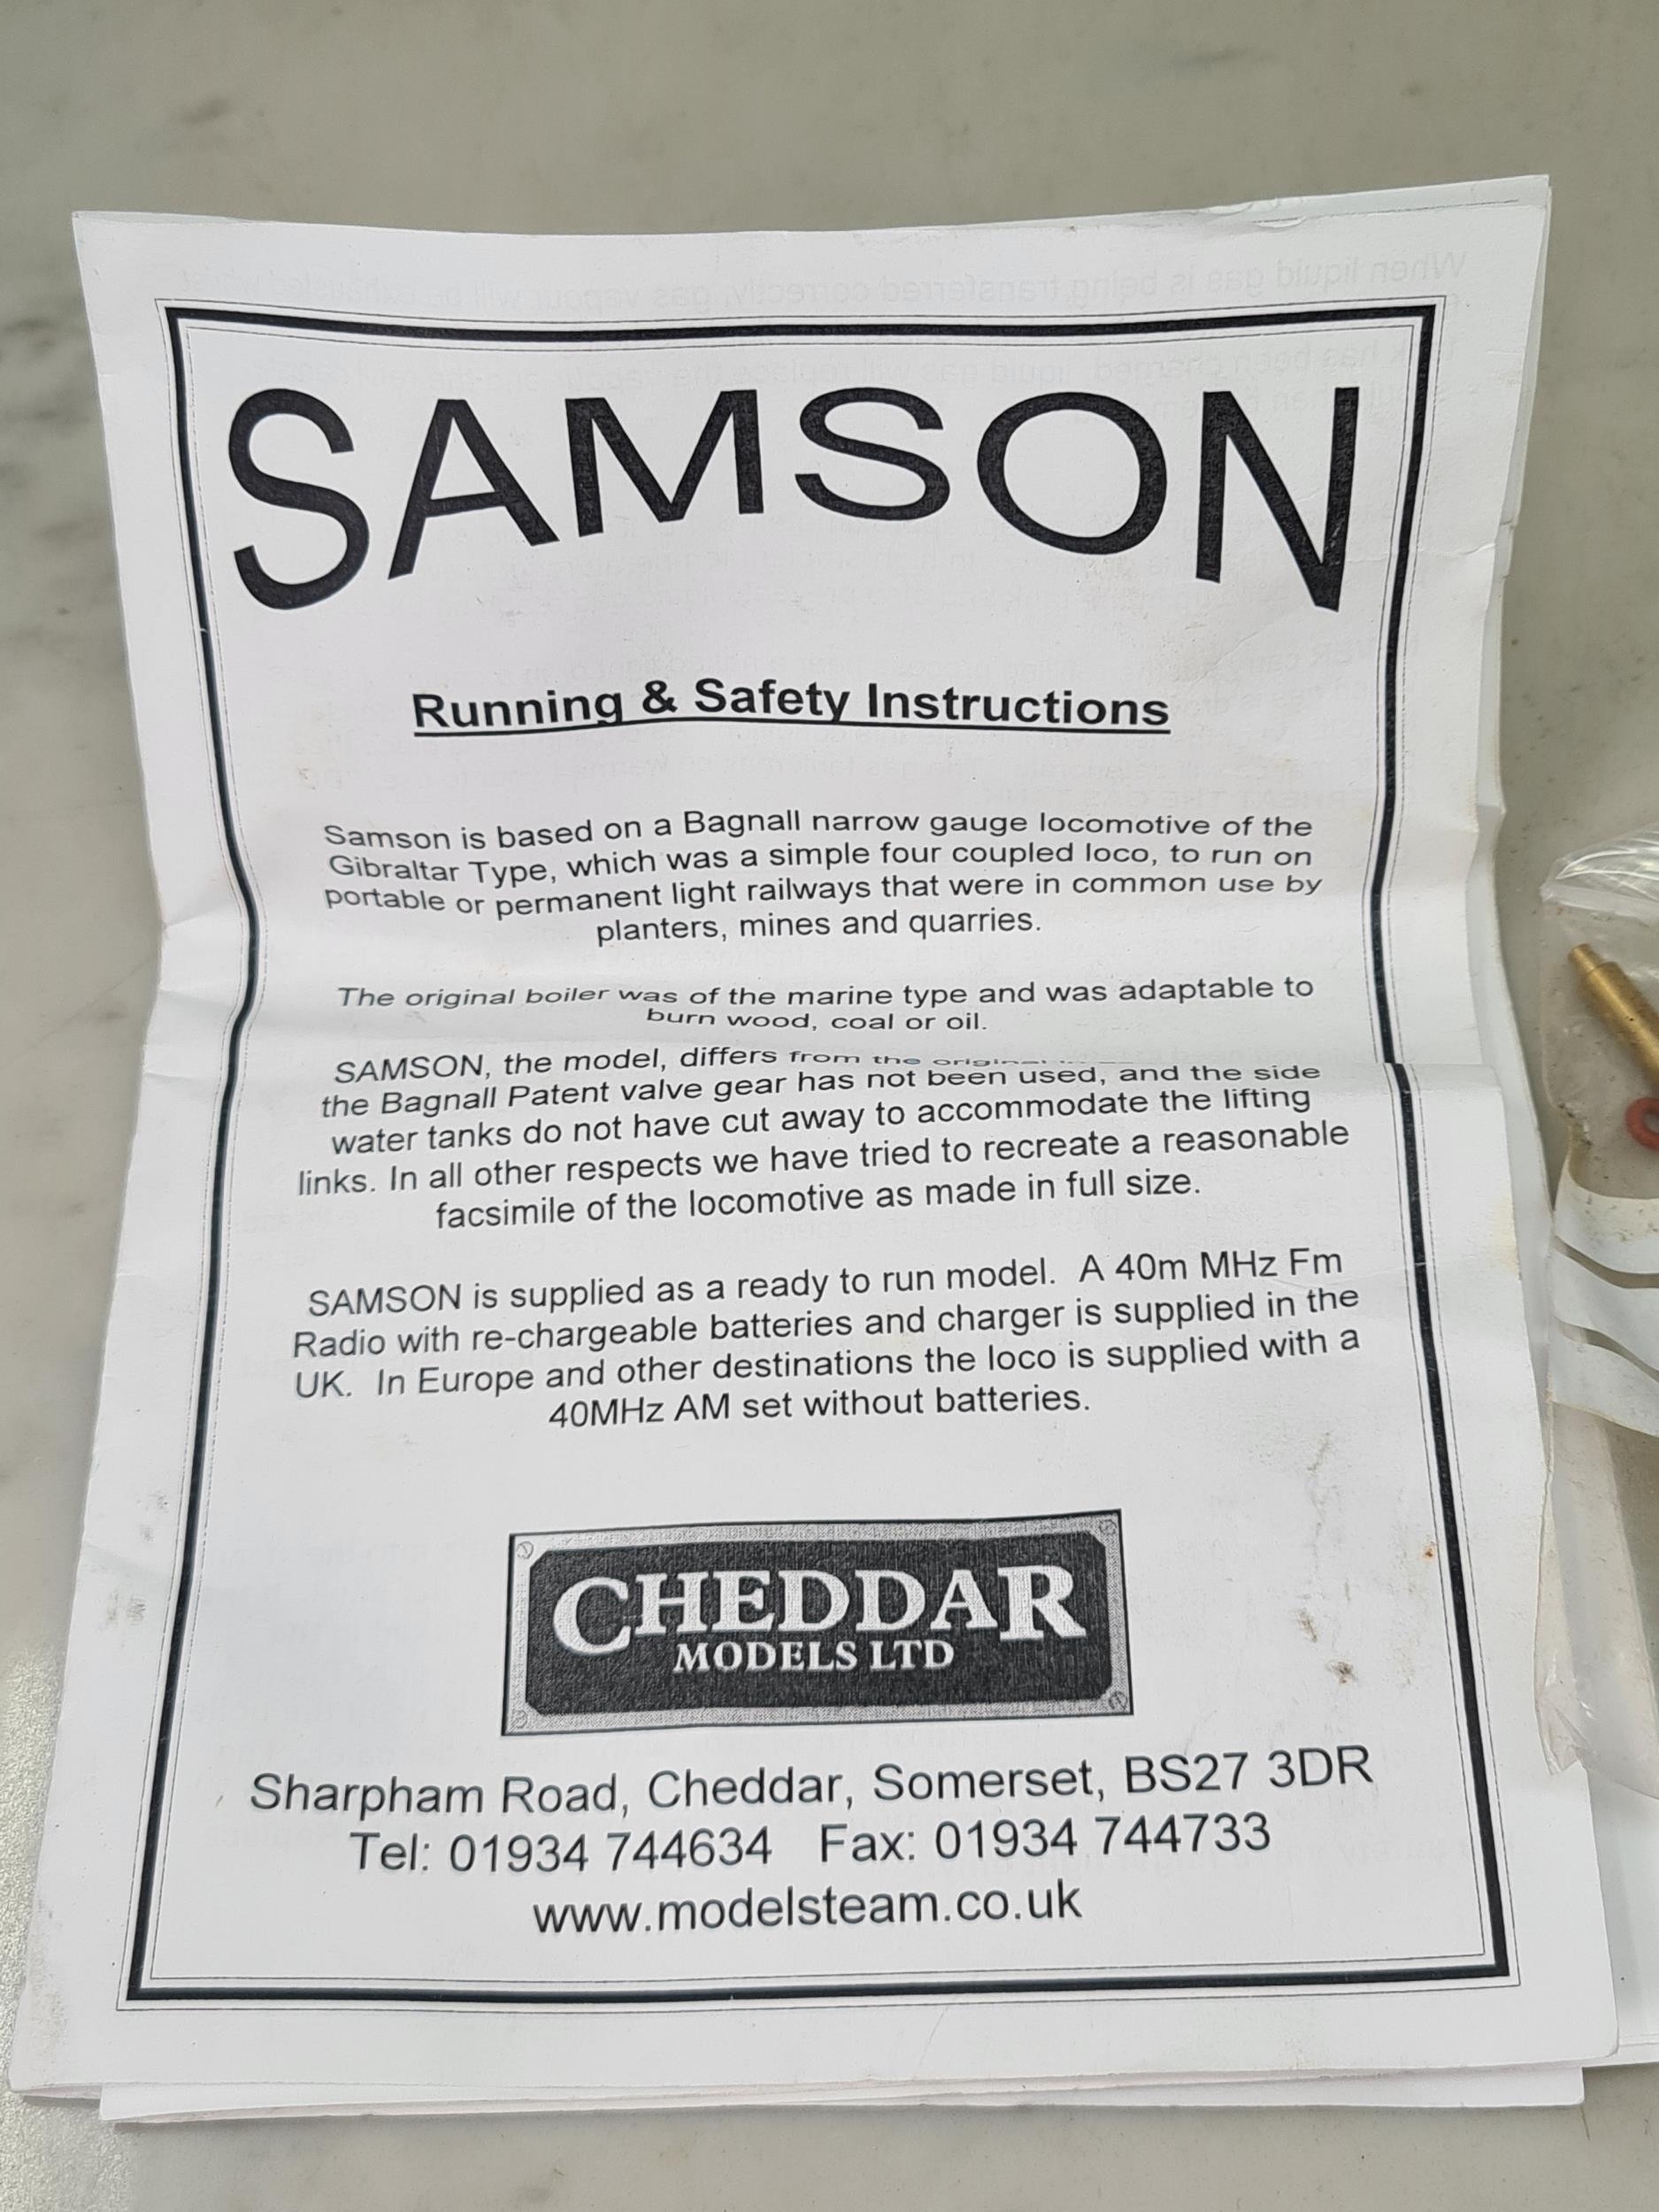 SAMSON
Running & Safety Instructions
Samson is based on a Bagnall narrow gauge locomotive of the
Gibraltar Type, which was a simple four coupled loco, to run on
portable or permanent light railways that were in common use by
planters, mines and quarries.
The original boiler was of the marine type and was adaptable to
burn wood, coal or oil.
SAMSON, the model, differs from the original
the Bagnall Patent valve gear has not been used, and the side
water tanks do not have cut away to accommodate the lifting
links. In all other respects we have tried to recreate a reasonable
facsimile of the locomotive as made in full size.
SAMSON is supplied as a ready to run model. A 40m MHz Fm
Radio with re-chargeable batteries and charger is supplied in the
UK. In Europe and other destinations the loco is supplied with a
40MHz AM set without batteries.
CHEDDAR
MODELS LTD
Sharpham Road, Cheddar, Somerset, BS27 3DR
Tel: 01934 744634 Fax: 01934 744733
www.modelsteam.co.uk